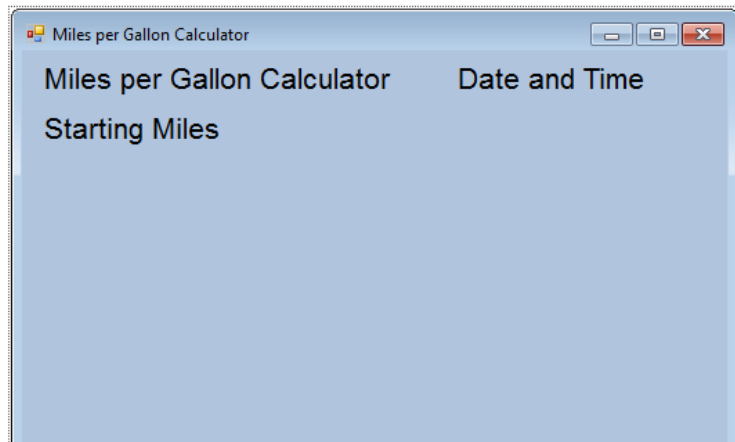 Miles per Gallon Calculator
Miles per Gallon Calculator Date and Time
Starting Miles